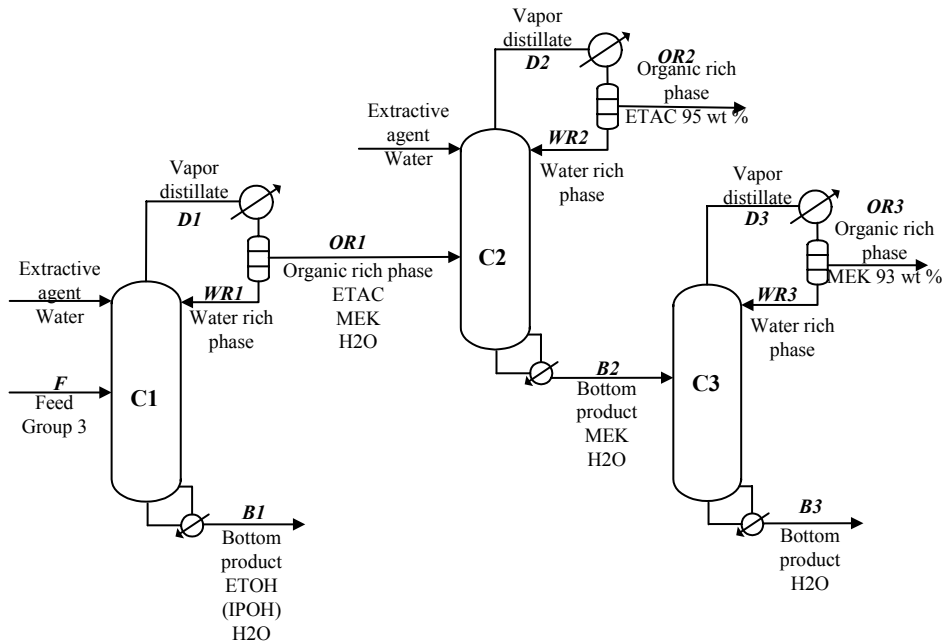 Vapor
distillate
D2
OR2
Organic rich
phase
ETAC 95 wt %
Extractive
agent
Water
WR2
Water rich
phase
C2
Vapor
distillate
D1
OR1
Organic rich phase
ETAC
MEK
H2O
Extractive
agent
Water
WR1
Water rich
phase
F
Feed
Group 3
C1
B1
Bottom
product
ETOH
(IPOH)
H2O
B2
Bottom
product
MEK
H2O
Vapor
distillate
D3
OR3
Organic rich
phase
MEK 93 wt %
WR3
Water rich
phase
C3
B3
Bottom
product
H2O